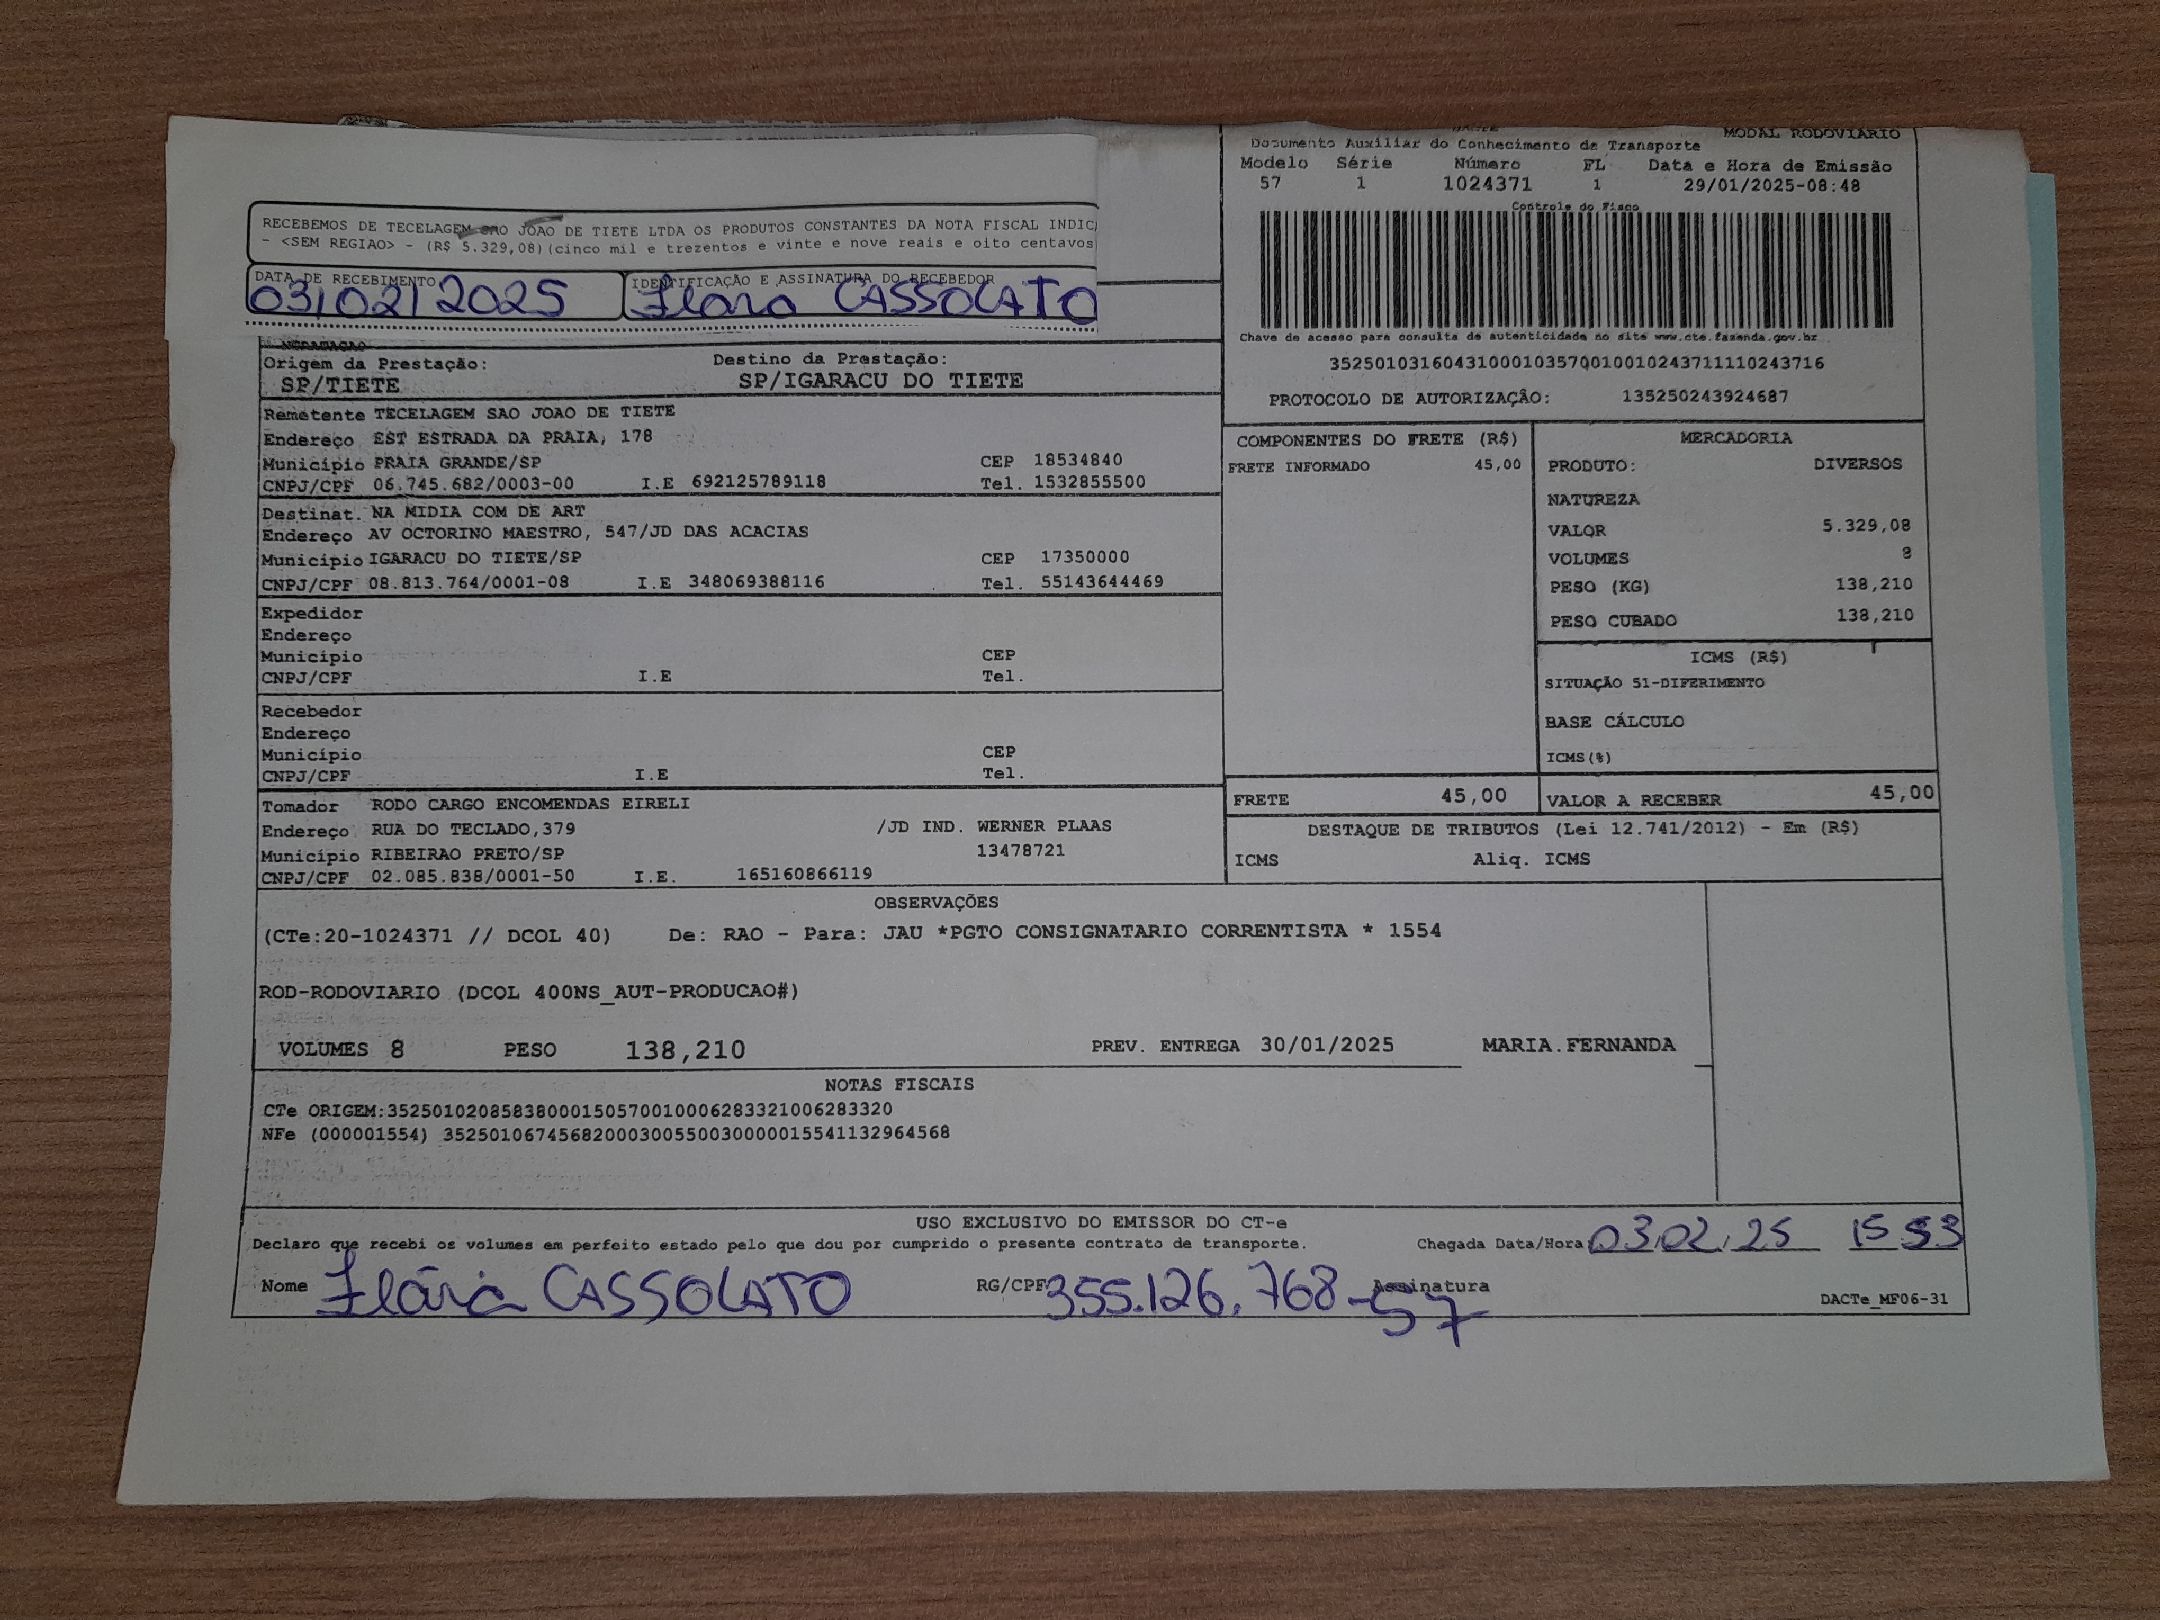 MODAL RODOVIARIO
Documento Auxiliar do Conhecimento de Transporte
Modelo Série Número FL Data e Hora de Emissão
57 1 1024371 1 29/01/2025-08:48
Controle do Fisco
Chave de acesso para consulta de autenticidade no site www.cte.fazenda.gov.br
35250103160431000103570010010243711110243716
PROTOCOLO DE AUTORIZAÇÃO: 135250243924687
RECEBEMOS DE TECELAGEM SAO JOAO DE TIETE LTDA OS PRODUTOS CONSTANTES DA NOTA FISCAL INDIC
- <SEM REGIAO> - (R$ 5.329,08)(cinco mil e trezentos e vinte e nove reais e oito centavos
DATA DE RECEBIMENTO IDENTIFICAÇÃO E ASSINATURA DO RECEBEDOR
03/02/2025 Flávia CASSOLATO
Origem da Prestação: Destino da Prestação:
SP/TIETE SP/IGARACU DO TIETE
Remetente TECELAGEM SAO JOAO DE TIETE
Endereço EST ESTRADA DA PRAIA, 178
Município PRAIA GRANDE/SP CEP 18534840
CNPJ/CPF 06.745.682/0003-00 I.E 692125789118 Tel. 1532855500
Destinat. NA MIDIA COM DE ART
Endereço AV OCTORINO MAESTRO, 547/JD DAS ACACIAS
Município IGARACU DO TIETE/SP CEP 17350000
CNPJ/CPF 08.813.764/0001-08 I.E 348069388116 Tel. 55143644469
Expedidor
Endereço
Município CEP
CNPJ/CPF I.E Tel.
Recebedor
Endereço
Município CEP
CNPJ/CPF I.E Tel.
Tomador RODO CARGO ENCOMENDAS EIRELI
Endereço RUA DO TECLADO,379 /JD IND. WERNER PLAAS
Município RIBEIRAO PRETO/SP 13478721
CNPJ/CPF 02.085.838/0001-50 I.E. 165160866119
COMPONENTES DO FRETE (R$)
FRETE INFORMADO 45,00
MERCADORIA
PRODUTO: DIVERSOS
NATUREZA
VALOR 5.329,08
VOLUMES 8
PESO (KG) 138,210
PESO CUBADO 138,210
ICMS (R$)
SITUAÇÃO 51-DIFERIMENTO
BASE CÁLCULO
ICMS(%)
FRETE 45,00 VALOR A RECEBER 45,00
DESTAQUE DE TRIBUTOS (Lei 12.741/2012) - Em (R$)
ICMS Aliq. ICMS
OBSERVAÇÕES
(CTe:20-1024371 // DCOL 40) De: RAO - Para: JAU *PGTO CONSIGNATARIO CORRENTISTA * 1554
ROD-RODOVIARIO (DCOL 400NS_AUT-PRODUCAO#)
VOLUMES 8 PESO 138,210 PREV. ENTREGA 30/01/2025 MARIA.FERNANDA
NOTAS FISCAIS
CTe ORIGEM:35250102085838000150570010006283321006283320
NFe (000001554) 35250106745682000300550030000015541132964568
USO EXCLUSIVO DO EMISSOR DO CT-e
Declaro que recebi os volumes em perfeito estado pelo que dou por cumprido o presente contrato de transporte. Chegada Data/Hora 03.02.25 15 53
Nome Flávia CASSOLATO RG/CPF 355.126.768-57 Assinatura
DACTe_MF06-31